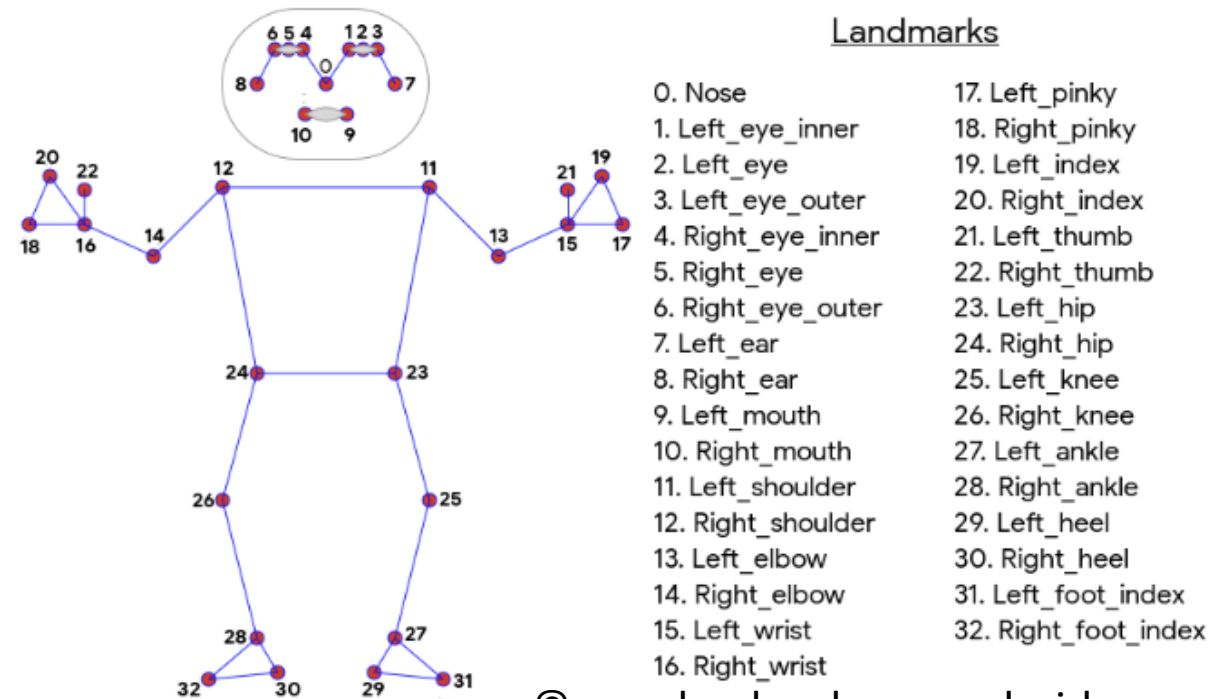 6 5 4 1 2 3
0
8 7
10 9
20 22 12 11 21 19
18 16 14 13 15 17
24 23
26 25
28 27
32 30 29 31
Landmarks
0. Nose
1. Left_eye_inner
2. Left_eye
3. Left_eye_outer
4. Right_eye_inner
5. Right_eye
6. Right_eye_outer
7. Left_ear
8. Right_ear
9. Left_mouth
10. Right_mouth
11. Left_shoulder
12. Right_shoulder
13. Left_elbow
14. Right_elbow
15. Left_wrist
16. Right_wrist
17. Left_pinky
18. Right_pinky
19. Left_index
20. Right_index
21. Left_thumb
22. Right_thumb
23. Left_hip
24. Right_hip
25. Left_knee
26. Right_knee
27. Left_ankle
28. Right_ankle
29. Left_heel
30. Right_heel
31. Left_foot_index
32. Right_foot_index